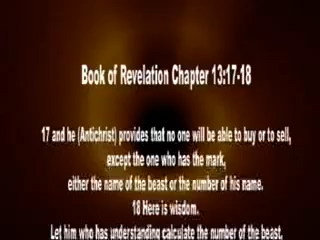 Book of Revelation Chapter 13:17-18
17 and he (Antichrist) provides that no one will be able to buy or to sell,
except the one who has the mark,
either the name of the beast or the number of his name.
18 Here is wisdom.
Let him who has understanding calculate the number of the beast,